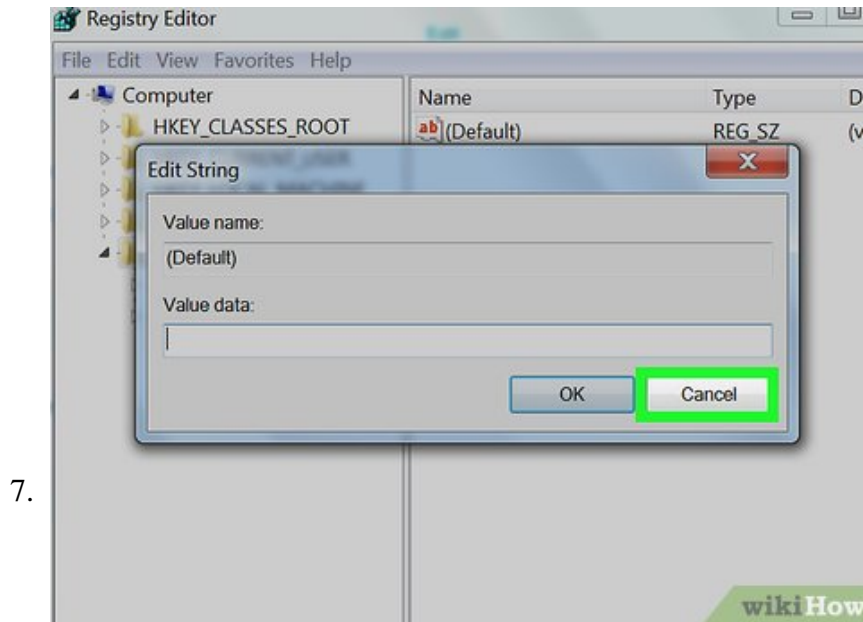 Registry Editor
File Edit View Favorites Help
Computer
Name Type D
HKEY_CLASSES_ROOT
ab (Default) REG_SZ (v
Edit String
Value name:
(Default)
Value data:
OK Cancel
7.
wikiHow